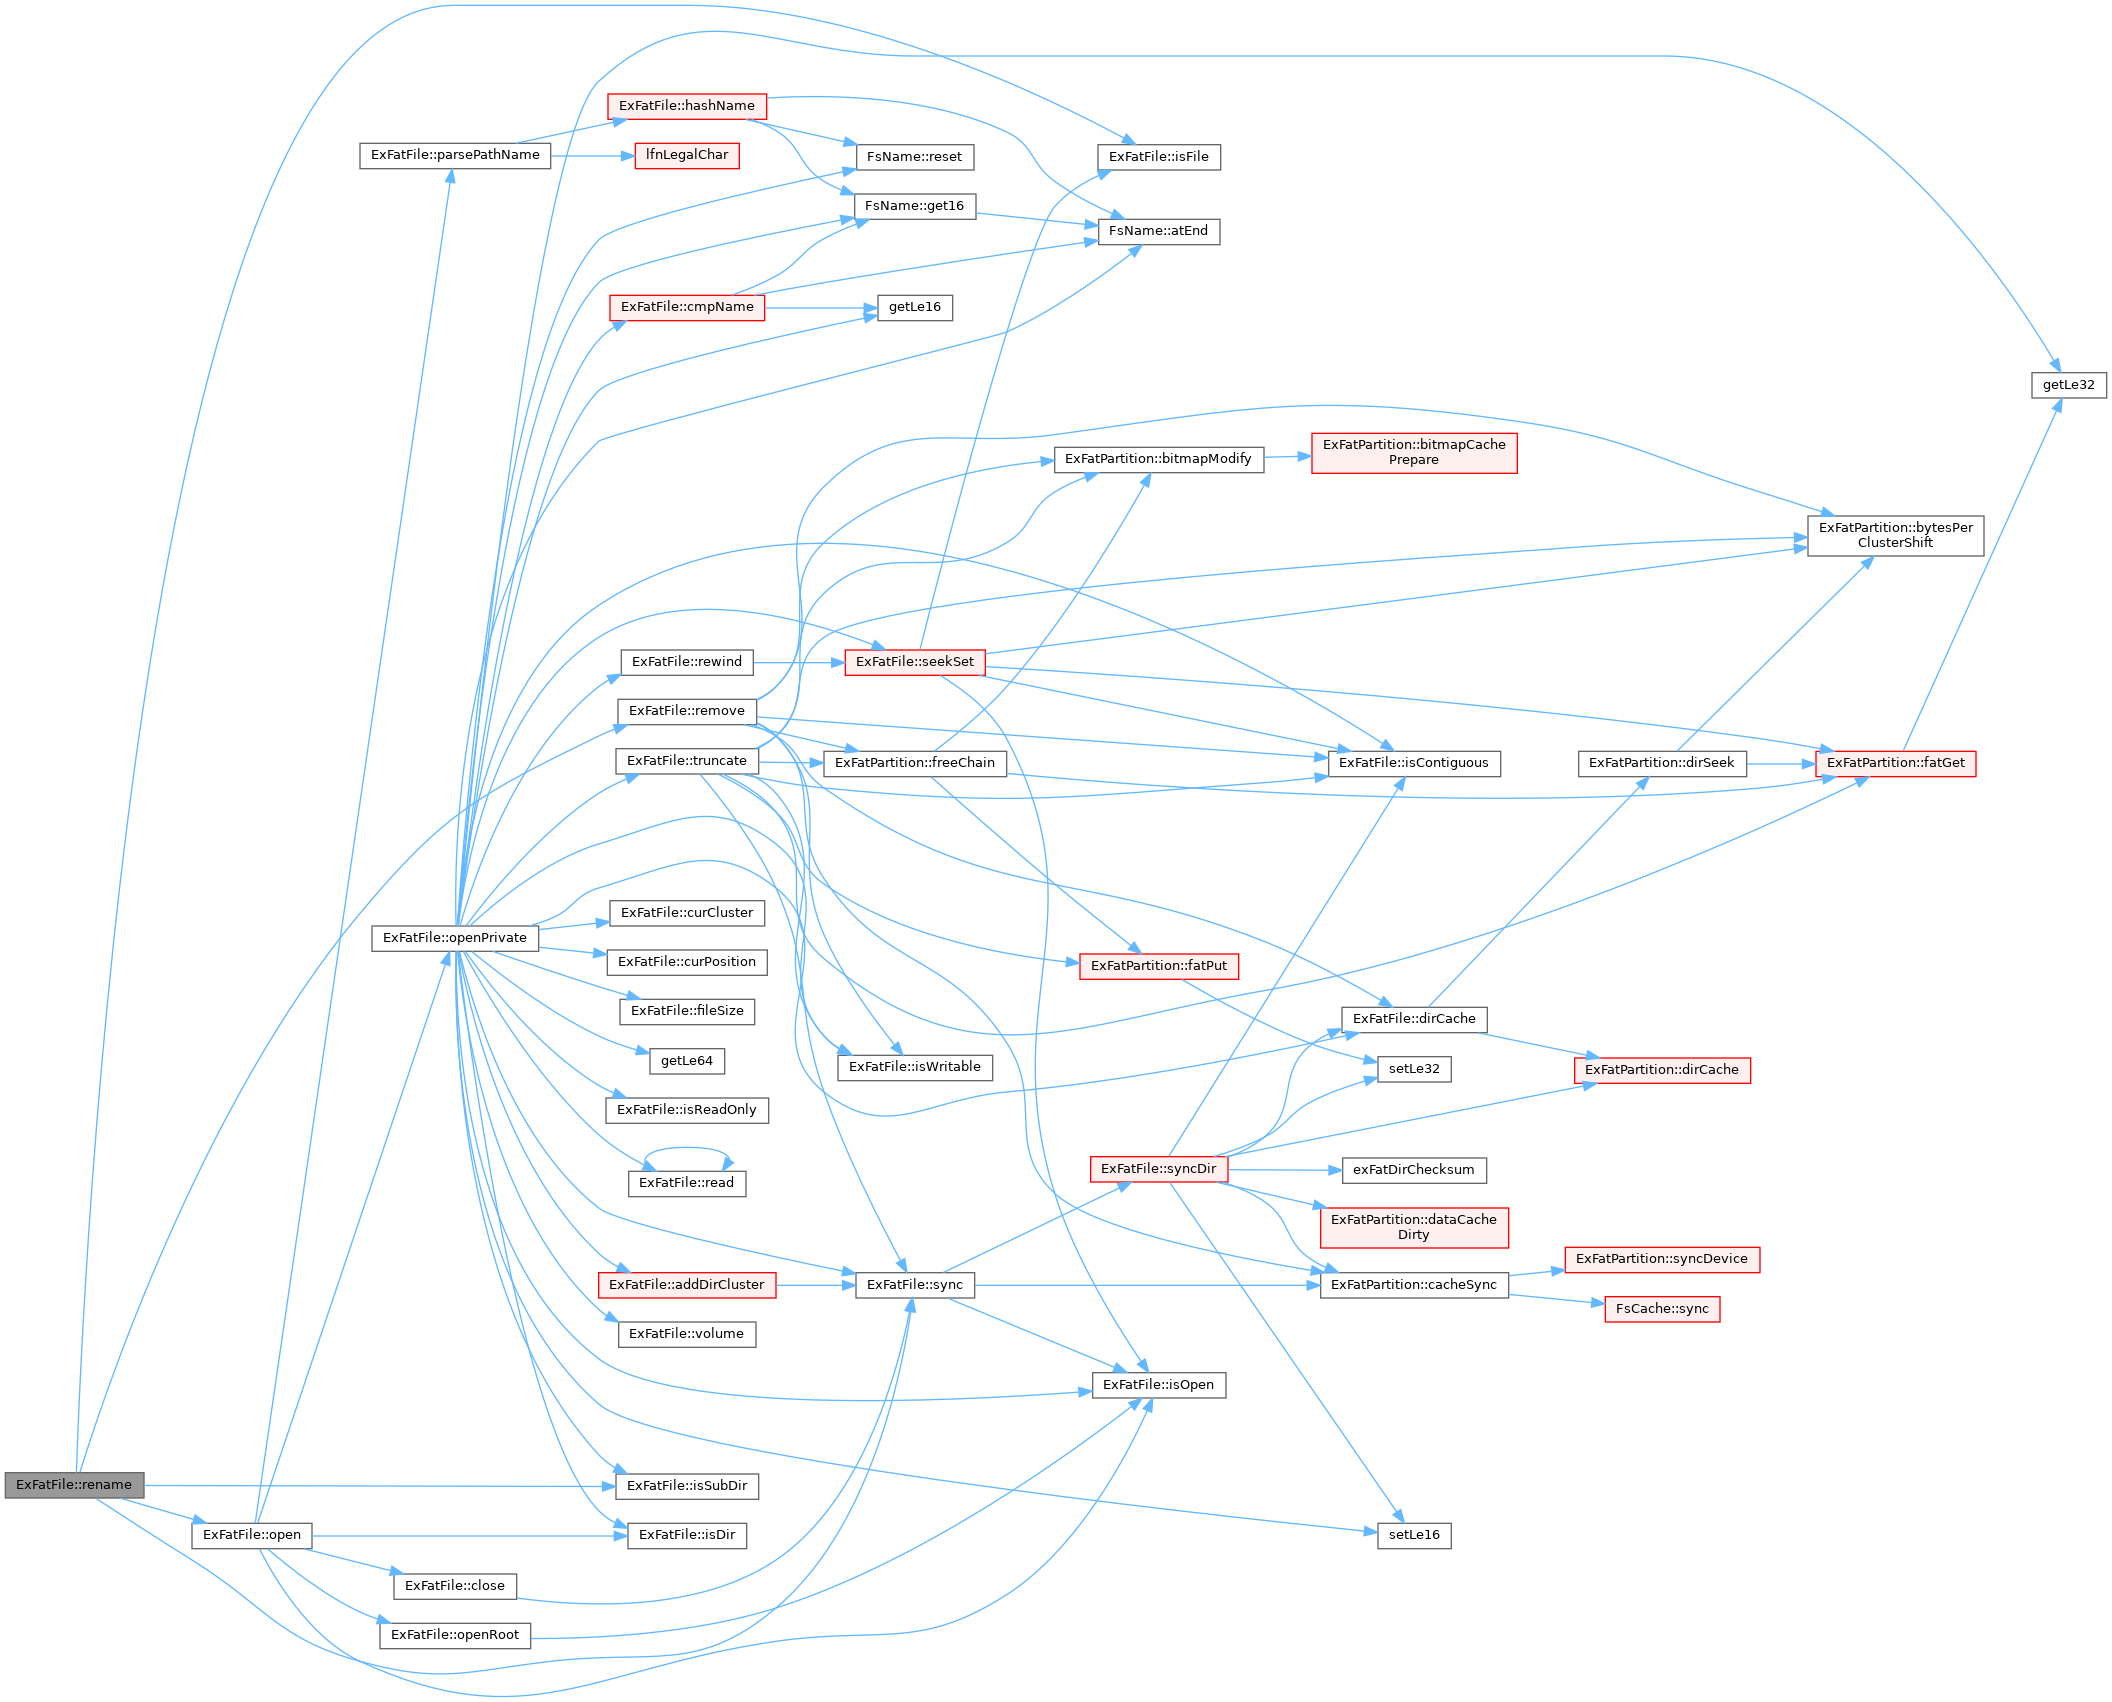 ExFatFile::hashName
ExFatFile::parsePathName
lfnLegalChar
FsName::reset
ExFatFile::isFile
FsName::get16
FsName::atEnd
ExFatFile::cmpName
getLe16
getLe32
ExFatPartition::bitmapModify
ExFatPartition::bitmapCache
Prepare
ExFatPartition::bytesPer
ClusterShift
ExFatFile::rewind
ExFatFile::seekSet
ExFatFile::remove
ExFatFile::truncate
ExFatPartition::freeChain
ExFatFile::isContiguous
ExFatPartition::dirSeek
ExFatPartition::fatGet
ExFatFile::curCluster
ExFatFile::openPrivate
ExFatFile::curPosition
ExFatPartition::fatPut
ExFatFile::fileSize
ExFatFile::dirCache
getLe64
ExFatFile::isWritable
setLe32
ExFatPartition::dirCache
ExFatFile::isReadOnly
ExFatFile::read
ExFatFile::syncDir
exFatDirChecksum
ExFatPartition::dataCache
Dirty
ExFatPartition::syncDevice
ExFatFile::addDirCluster
ExFatFile::sync
ExFatPartition::cacheSync
FsCache::sync
ExFatFile::volume
ExFatFile::isOpen
ExFatFile::rename
ExFatFile::isSubDir
ExFatFile::open
ExFatFile::isDir
setLe16
ExFatFile::close
ExFatFile::openRoot